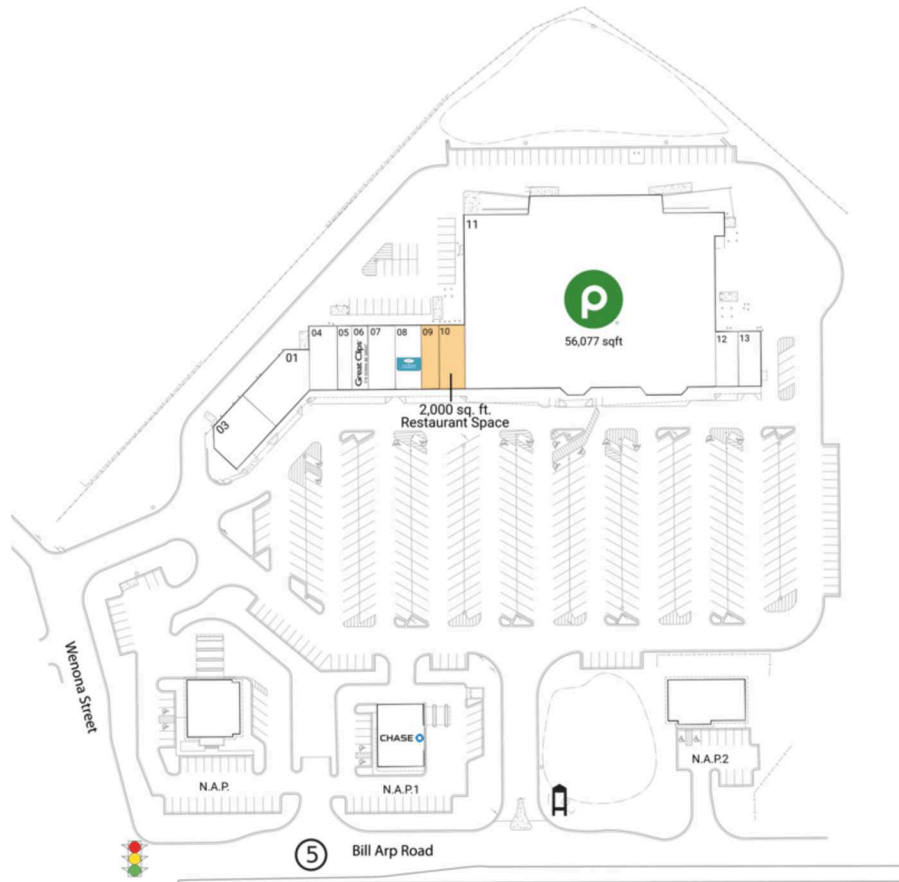 11
56,077 sqft
04
05
06
07
08
09
10
Great Clips
01
03
12
13
2,000 sq. ft.
Restaurant Space
Wenona Street
CHASE
N.A.P.
N.A.P.1
N.A.P.2
5
Bill Arp Road